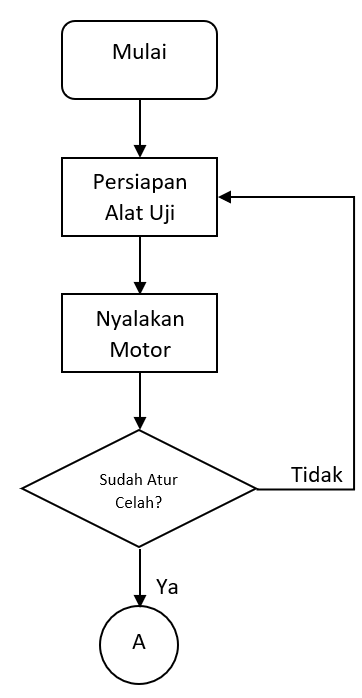 Mulai
Persiapan
Alat Uji
Nyalakan
Motor
Sudah Atur
Celah?
Tidak
Ya
A